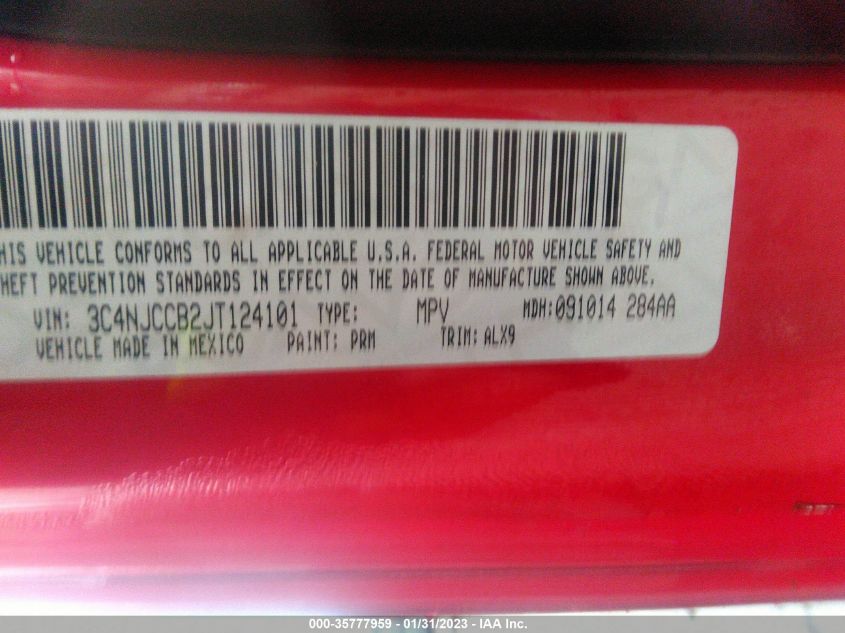 HIS VEHICLE CONFORMS TO ALL APPLICABLE U.S.A. FEDERAL MOTOR VEHICLE SAFETY AND
HEFT PREVENTION STANDARDS IN EFFECT ON THE DATE OF MANUFACTURE SHOWN ABOVE.
VIN: 3C4NJCCB2JT124101 TYPE: MPV MDH:091014 284AA
VEHICLE MADE IN MEXICO PAINT: PRM TRIM: ALX9
000-35777959 - 01/31/2023 - IAA Inc.